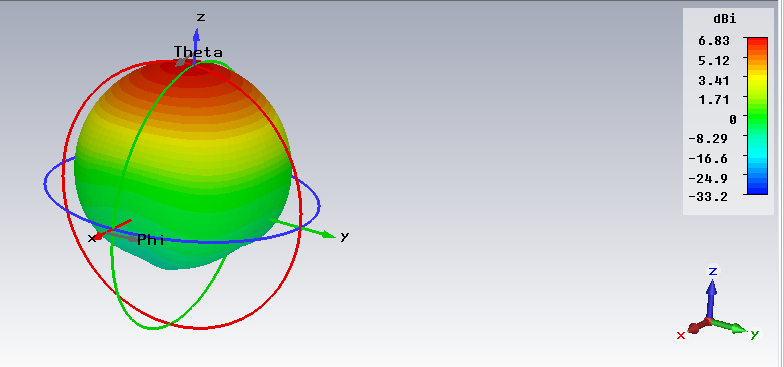 z
Theta
x
Phi
y
dBi
6.83
5.12
3.41
1.71
0
-8.29
-16.6
-24.9
-33.2
z
x
y